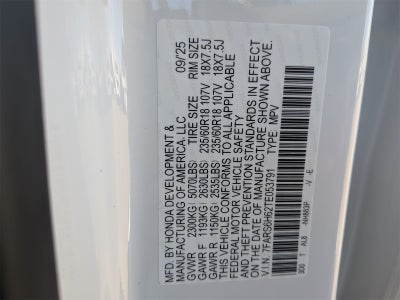 MFD. BY HONDA DEVELOPMENT & 09/25
MANUFACTURING OF AMERICA, LLC
TIRE SIZE RIM SIZE
GVWR 2300KG( 5070LBS)
GAWR F 1193KG( 2630LBS) 235/60R18 107V 18X7.5J
GAWR R 1150KG( 2535LBS) 235/60R18 107V 18X7.5J
THIS VEHICLE CONFORMS TO ALL APPLICABLE
FEDERAL MOTOR VEHICLE SAFETY
AND THEFT PREVENTION STANDARDS IN EFFECT
ON THE DATE OF MANUFACTURE SHOWN ABOVE.
V.I.N. 7FARS6H62TE053791 TYPE: MPV